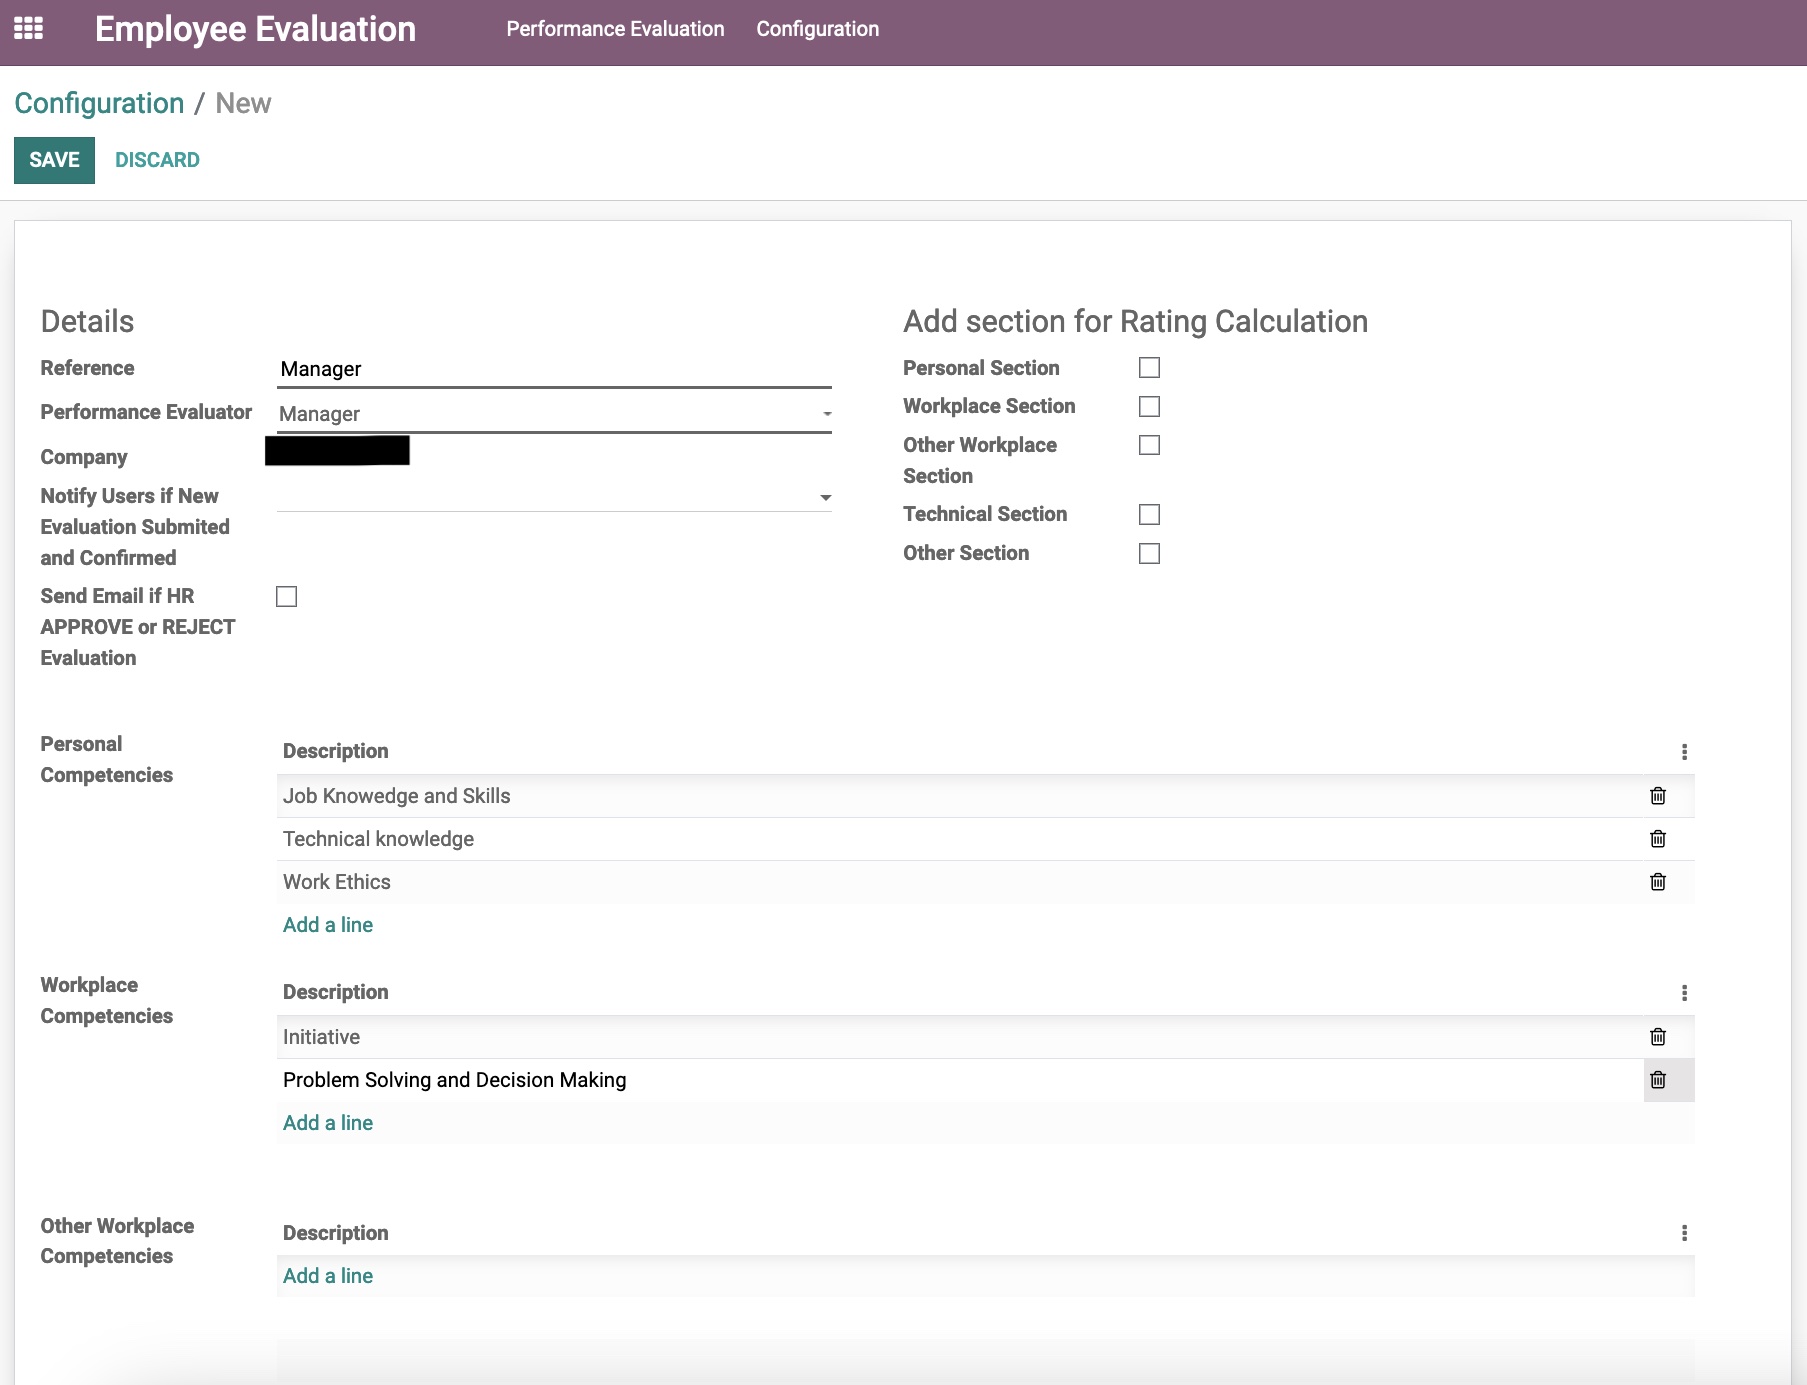 Employee Evaluation
Performance Evaluation
Configuration
Configuration / New
SAVE
DISCARD
Details
Reference
Manager
Performance Evaluator
Manager
Company
Notify Users if New
Evaluation Submited
and Confirmed
Send Email if HR
APPROVE or REJECT
Evaluation
Add section for Rating Calculation
Personal Section
Workplace Section
Other Workplace
Section
Technical Section
Other Section
Personal
Competencies
Description
Job Knowedge and Skills
Technical knowledge
Work Ethics
Add a line
Workplace
Competencies
Description
Initiative
Problem Solving and Decision Making
Add a line
Other Workplace
Competencies
Description
Add a line